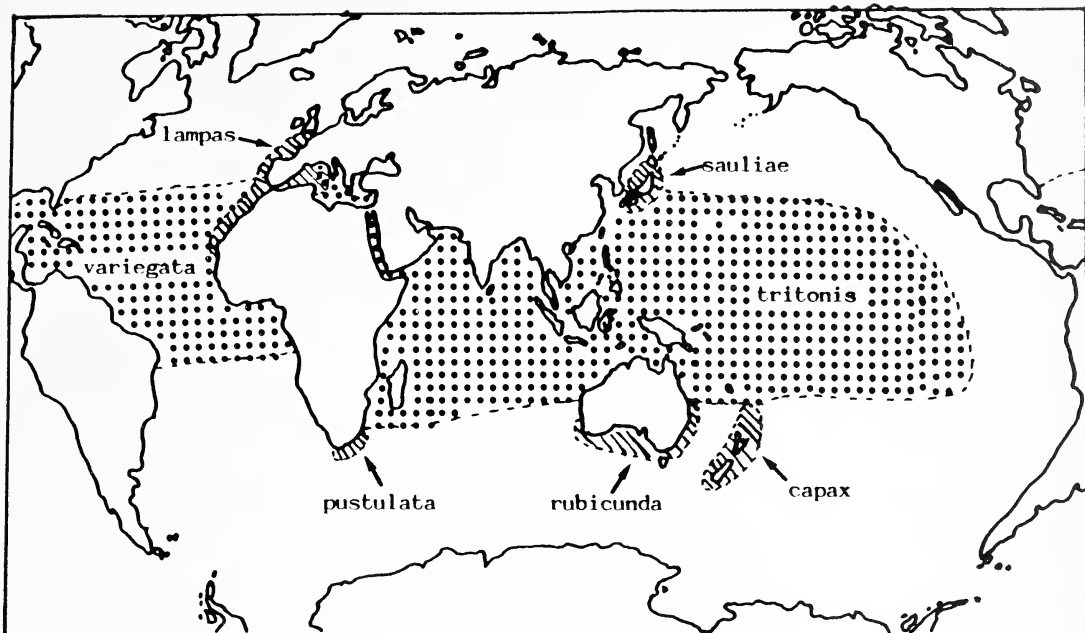 lampas
sauliae
variegata
tritonis
pustulata
rubicunda
capax